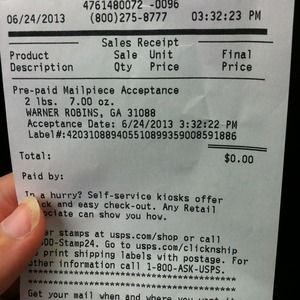 4761480072 -0096
06/24/2013 (800)275-8777 03:32:23 PM
Sales Receipt
Product Sale Unit Final
Description Qty Price Price
Pre-paid Mailpiece Acceptance
2 lbs. 7.00 oz.
WARNER ROBINS, GA 31088
Acceptance Date: 6/24/2013 3:32:22 PM
Label#:420310889405510899359008591886
Total: $0.00
Paid by:
In a hurry? Self-service kiosks offer
and easy check-out. Any Retail
can show you how.
stamps at usps.com/shop or call
Go to usps.com/clicknship
print shipping labels with postage. For
other information call 1-800-ASK-USPS.
Get your mail when and where you want it